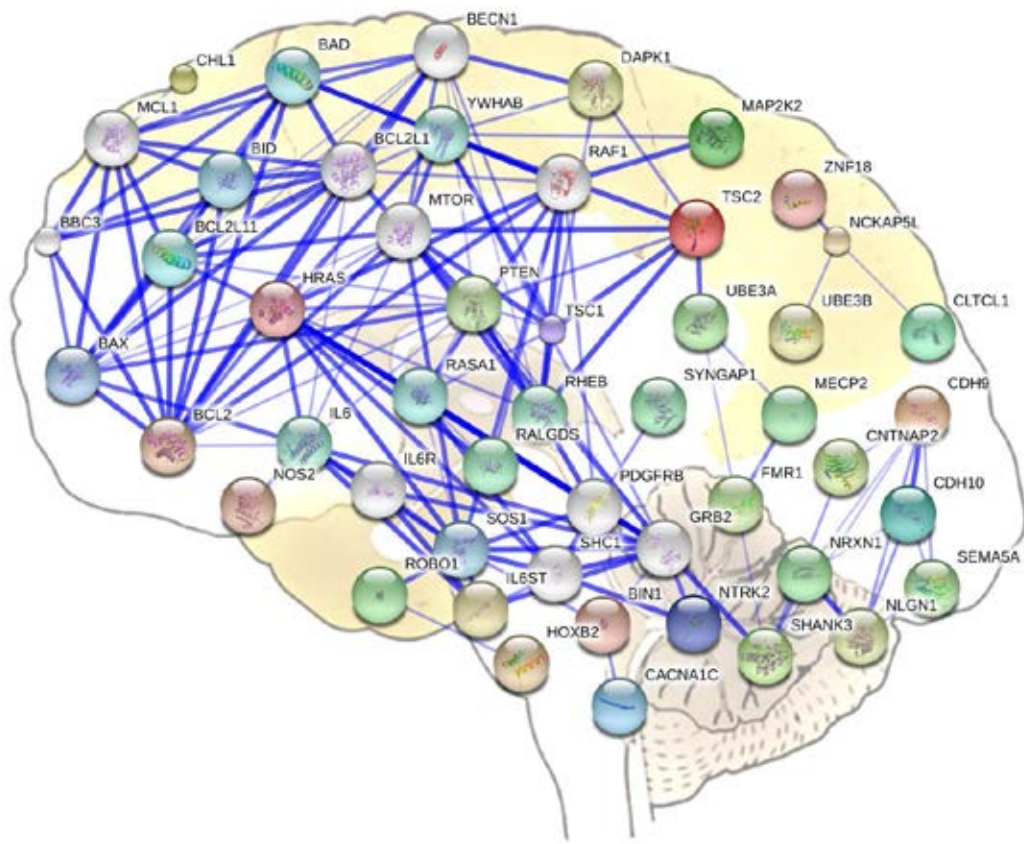 BECN1
BAD
CHL1
DAPK1
MCL1
YWHAB
MAP2K2
BCL2L1
BID
RAF1
ZNF18
MTOR
TSC2
BBC3
NCKAP5L
BCL2L11
HRAS
PTEN
UBE3A
UBE3B
CLTCL1
TSC1
BAX
RASA1
RHEB
SYNGAP1
MECP2
CDH9
BCL2
IL6
RALGDS
CNTNAP2
IL6R
NOS2
PDGFRB
FMR1
CDH10
SOS1
GRB2
SHC1
NRXN1
SEMA5A
ROBO1
IL6ST
BIN1
NTRK2
NLGN1
HOXB2
SHANK3
CACNA1C